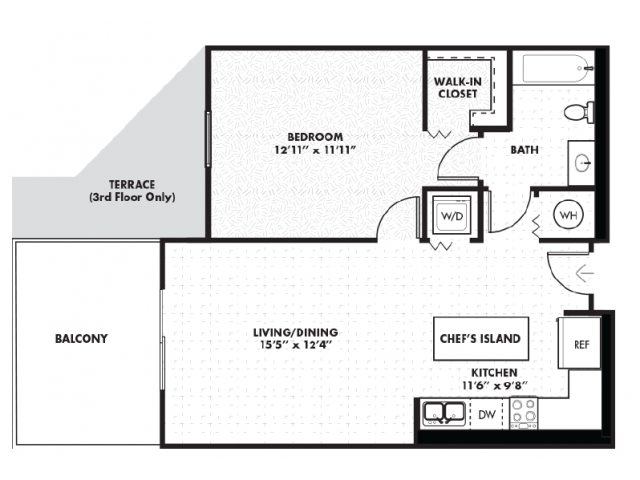 WALK-IN
CLOSET
BEDROOM
12'11" x 11'11"
BATH
TERRACE
(3rd Floor Only)
W/D
WH
BALCONY
LIVING/DINING
15'5" x 12'4"
CHEF'S ISLAND
REF
KITCHEN
11'6" x 9'8"
DW